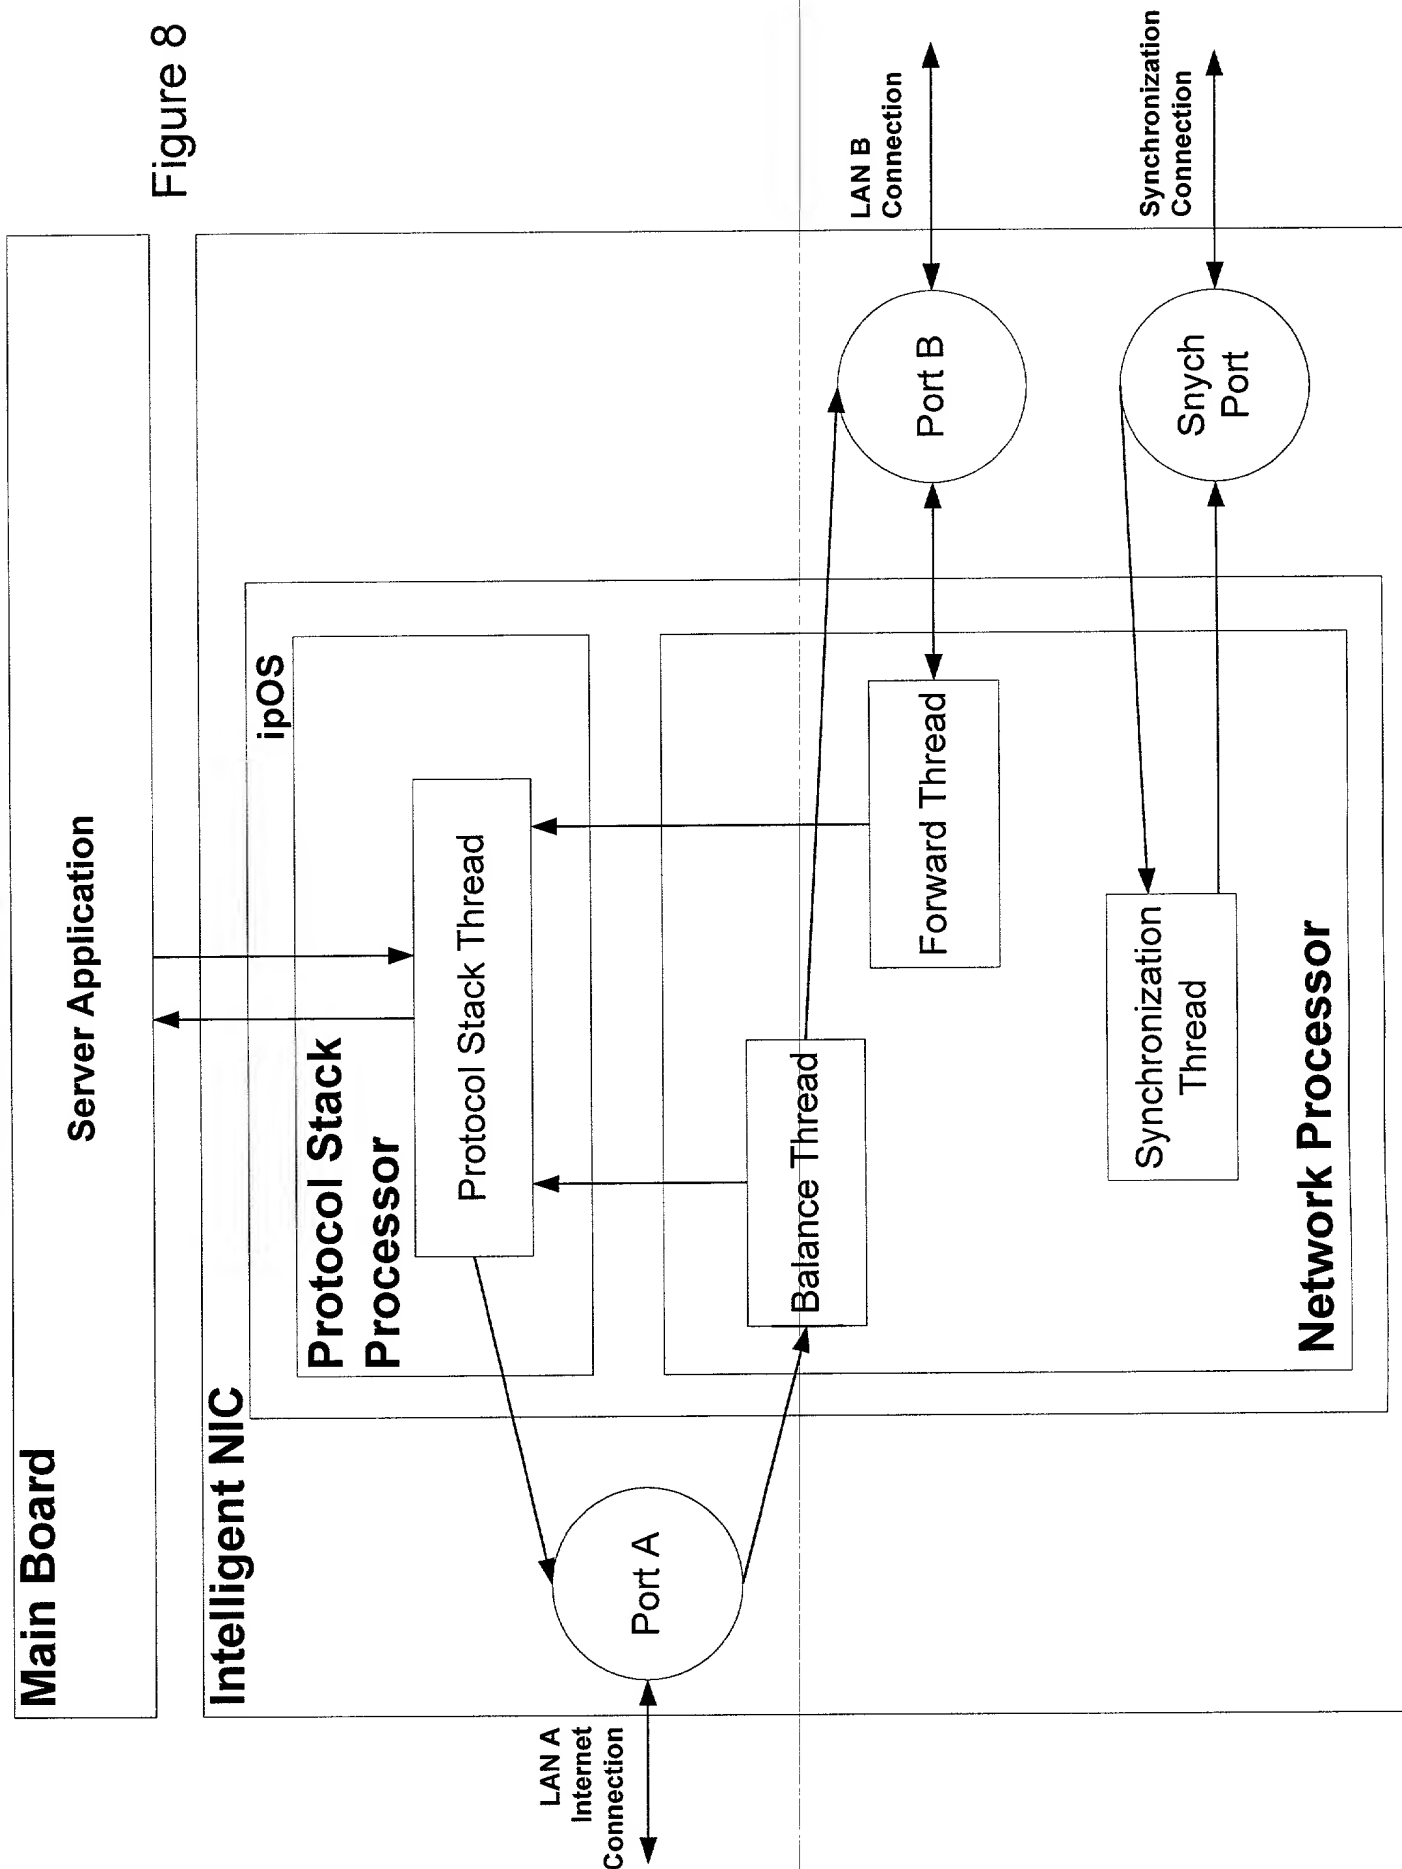 Figure 8
Main Board
Server Application
Intelligent NIC
ipOS
Protocol Stack
Processor
Protocol Stack Thread
LAN A
Internet
Connection
Port A
Balance Thread
Forward Thread
Port B
LAN B
Connection
Synchronization
Thread
Snych
Port
Synchronization
Connection
Network Processor